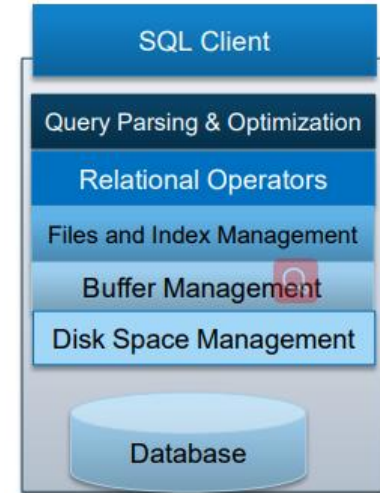 SQL Client
Query Parsing & Optimization
Relational Operators
Files and Index Management
Buffer Management
Disk Space Management
Database